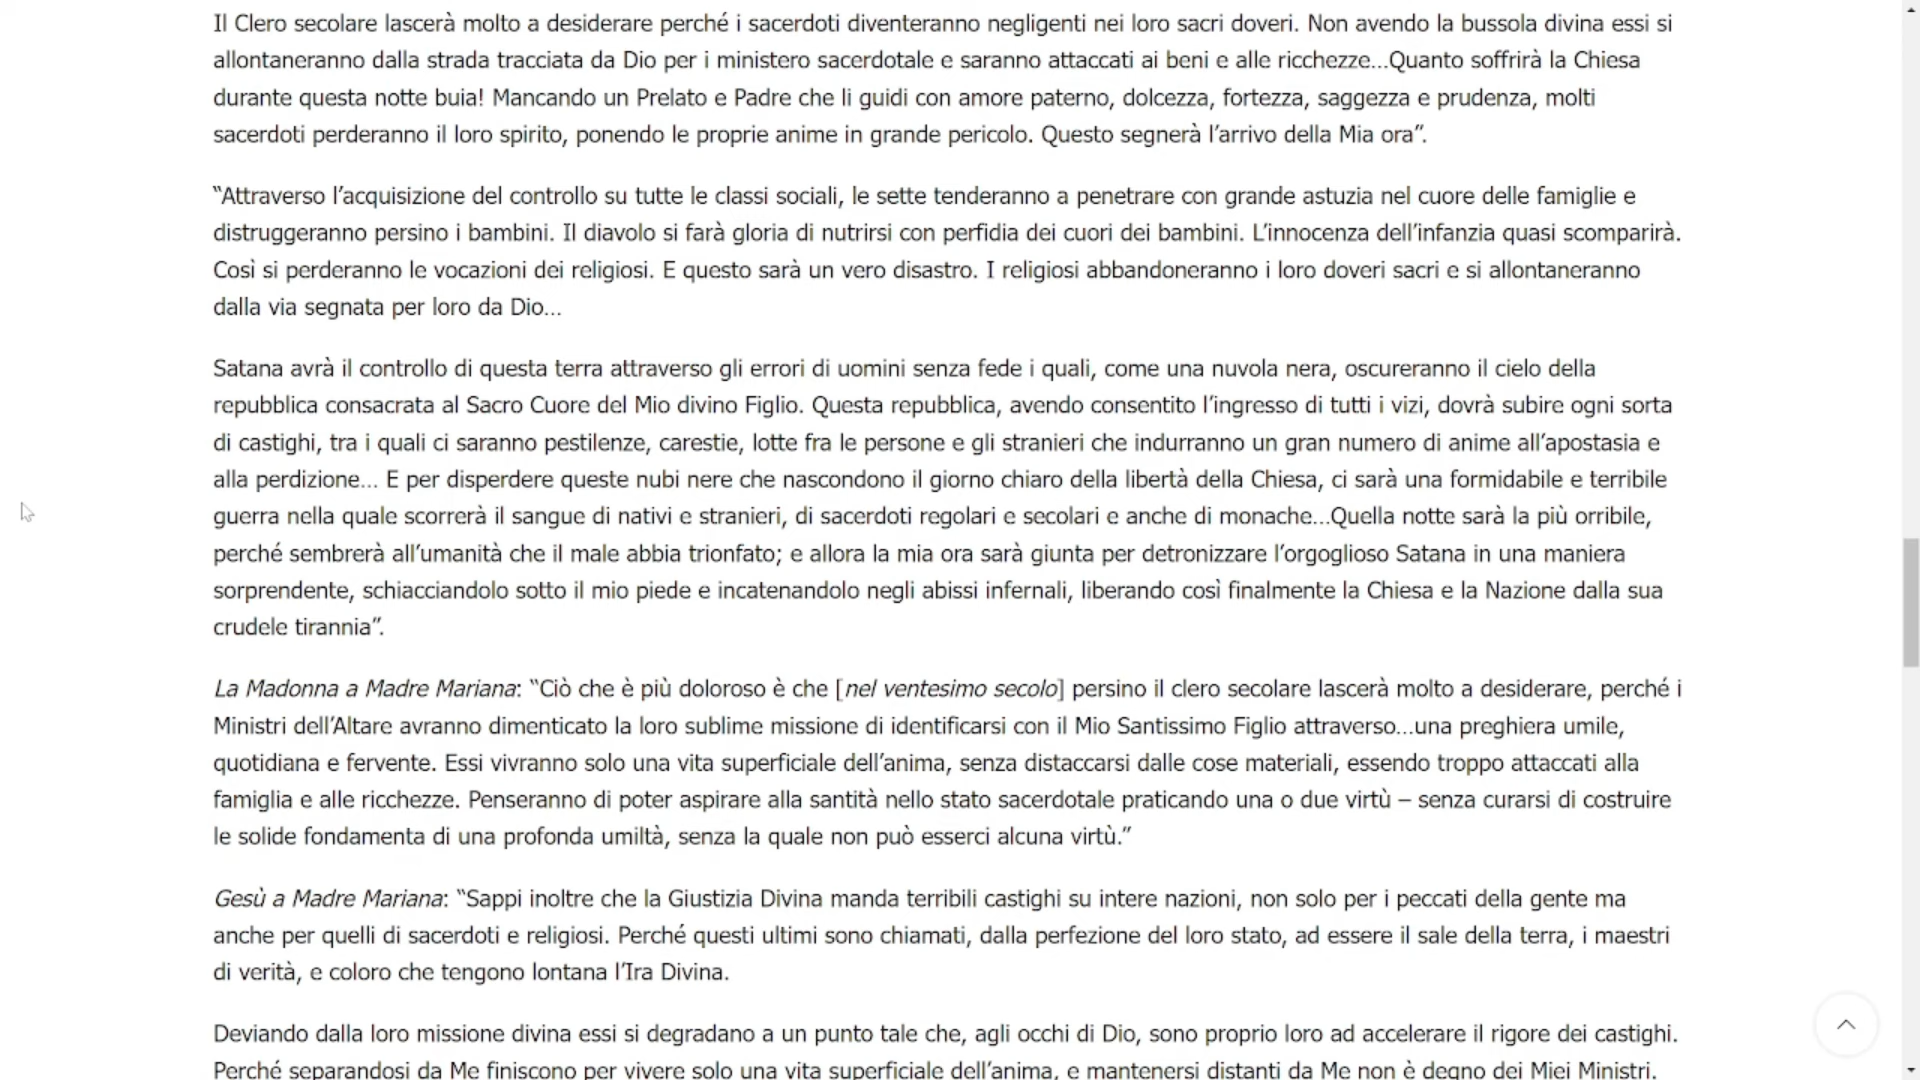 Il Clero secolare lascerà molto a desiderare perché i sacerdoti diventeranno negligenti nei loro sacri doveri. Non avendo la bussola divina essi si
allontaneranno dalla strada tracciata da Dio per i ministero sacerdotale e saranno attaccati ai beni e alle ricchezze…Quanto soffrirà la Chiesa
durante questa notte buia! Mancando un Prelato e Padre che li guidi con amore paterno, dolcezza, fortezza, saggezza e prudenza, molti
sacerdoti perderanno il loro spirito, ponendo le proprie anime in grande pericolo. Questo segnerà l’arrivo della Mia ora”.
“Attraverso l’acquisizione del controllo su tutte le classi sociali, le sette tenderanno a penetrare con grande astuzia nel cuore delle famiglie e
distruggeranno persino i bambini. Il diavolo si farà gloria di nutrirsi con perfidia dei cuori dei bambini. L’innocenza dell’infanzia quasi scomparirà.
Così si perderanno le vocazioni dei religiosi. E questo sarà un vero disastro. I religiosi abbandoneranno i loro doveri sacri e si allontaneranno
dalla via segnata per loro da Dio…
Satana avrà il controllo di questa terra attraverso gli errori di uomini senza fede i quali, come una nuvola nera, oscureranno il cielo della
repubblica consacrata al Sacro Cuore del Mio divino Figlio. Questa repubblica, avendo consentito l’ingresso di tutti i vizi, dovrà subire ogni sorta
di castighi, tra i quali ci saranno pestilenze, carestie, lotte fra le persone e gli stranieri che indurranno un gran numero di anime all’apostasia e
alla perdizione… E per disperdere queste nubi nere che nascondono il giorno chiaro della libertà della Chiesa, ci sarà una formidabile e terribile
guerra nella quale scorrerà il sangue di nativi e stranieri, di sacerdoti regolari e secolari e anche di monache…Quella notte sarà la più orribile,
perché sembrerà all’umanità che il male abbia trionfato; e allora la mia ora sarà giunta per detronizzare l’orgoglioso Satana in una maniera
sorprendente, schiacciandolo sotto il mio piede e incatenandolo negli abissi infernali, liberando così finalmente la Chiesa e la Nazione dalla sua
crudele tirannia”.
La Madonna a Madre Mariana: “Ciò che è più doloroso è che [nel ventesimo secolo] persino il clero secolare lascerà molto a desiderare, perché i
Ministri dell’Altare avranno dimenticato la loro sublime missione di identificarsi con il Mio Santissimo Figlio attraverso…una preghiera umile,
quotidiana e fervente. Essi vivranno solo una vita superficiale dell’anima, senza distaccarsi dalle cose materiali, essendo troppo attaccati alla
famiglia e alle ricchezze. Penseranno di poter aspirare alla santità nello stato sacerdotale praticando una o due virtù – senza curarsi di costruire
le solide fondamenta di una profonda umiltà, senza la quale non può esserci alcuna virtù.”
Gesù a Madre Mariana: “Sappi inoltre che la Giustizia Divina manda terribili castighi su intere nazioni, non solo per i peccati della gente ma
anche per quelli di sacerdoti e religiosi. Perché questi ultimi sono chiamati, dalla perfezione del loro stato, ad essere il sale della terra, i maestri
di verità, e coloro che tengono lontana l’Ira Divina.
Deviando dalla loro missione divina essi si degradano a un punto tale che, agli occhi di Dio, sono proprio loro ad accelerare il rigore dei castighi.
Perché separandosi da Me finiscono per vivere solo una vita superficiale dell’anima, e mantenersi distanti da Me non è degno dei Miei Ministri.